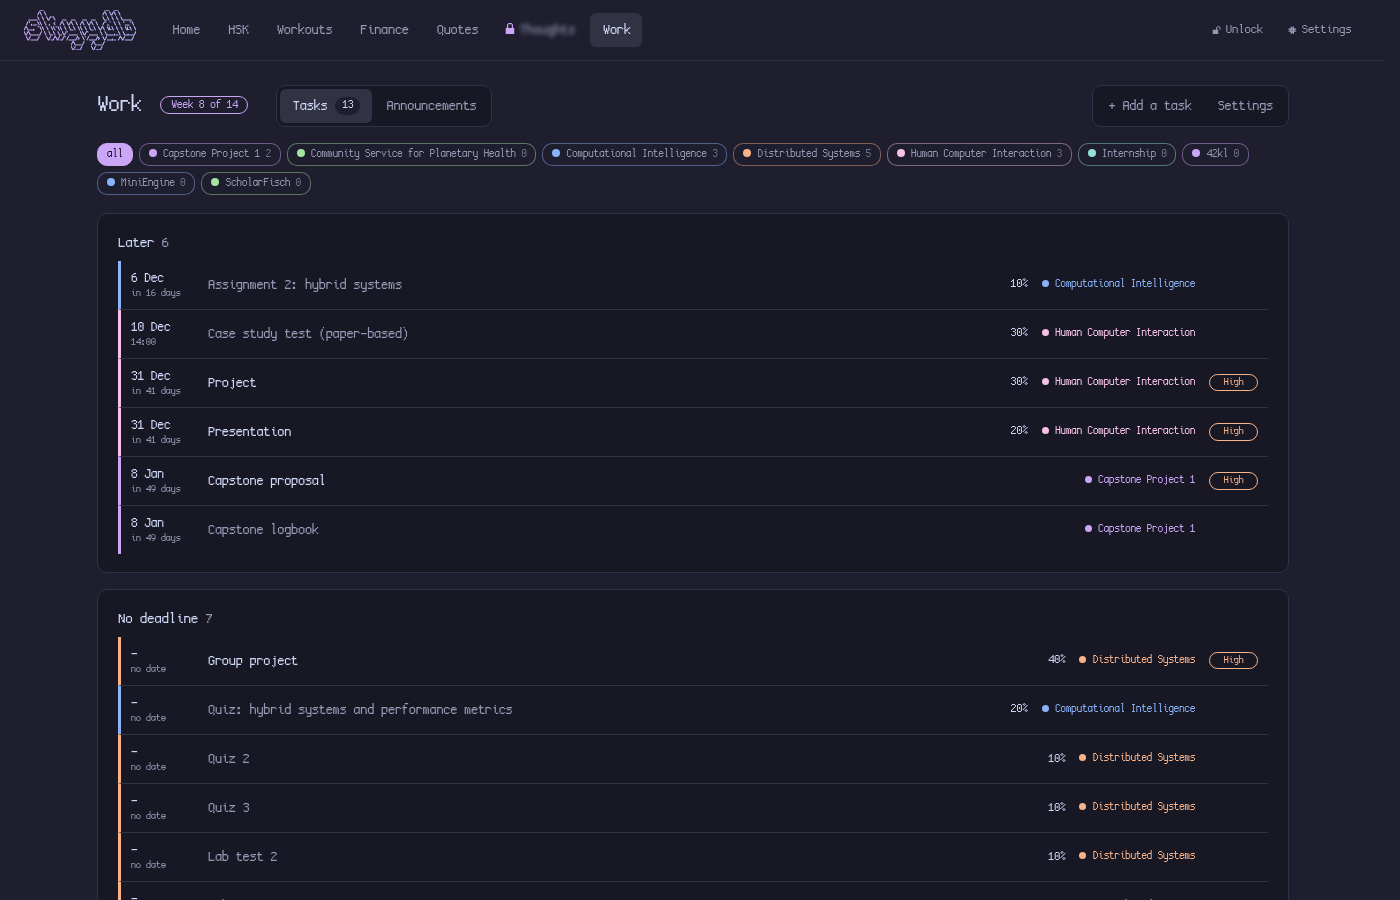 Home HSK Workouts Finance Quotes Work Unlock Settings
Work Week 8 of 14 Tasks 13 Announcements + Add a task Settings
all Capstone Project 1 2 Community Service for Planetary Health 0 Computational Intelligence 3 Distributed Systems 5 Human Computer Interaction 3 Internship 0 42kl 0
MiniEngine 0 ScholarFisch 0
Later 6
6 Dec
in 16 days
Assignment 2: hybrid systems 10% Computational Intelligence
10 Dec
14:00
Case study test (paper-based) 30% Human Computer Interaction
31 Dec
in 41 days
Project 30% Human Computer Interaction High
31 Dec
in 41 days
Presentation 20% Human Computer Interaction High
8 Jan
in 49 days
Capstone proposal Capstone Project 1 High
8 Jan
in 49 days
Capstone logbook Capstone Project 1
No deadline 7
–
no date
Group project 40% Distributed Systems High
–
no date
Quiz: hybrid systems and performance metrics 20% Computational Intelligence
–
no date
Quiz 2 10% Distributed Systems
–
no date
Quiz 3 10% Distributed Systems
–
no date
Lab test 2 10% Distributed Systems
–